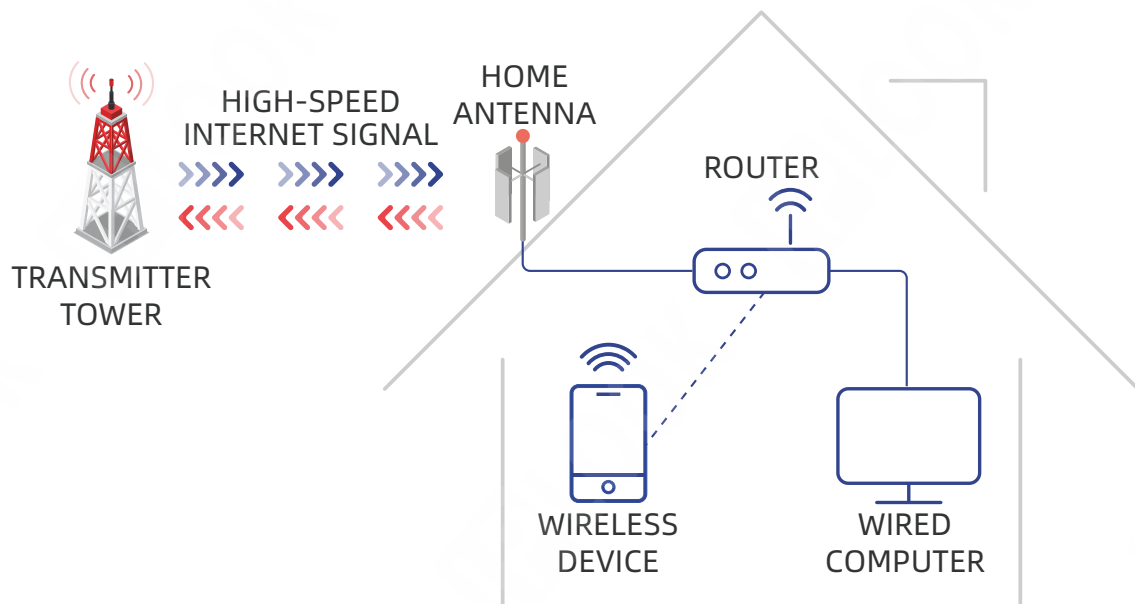 HIGH-SPEED
INTERNET SIGNAL
HOME
ANTENNA
ROUTER
TRANSMITTER
TOWER
WIRELESS
DEVICE
WIRED
COMPUTER